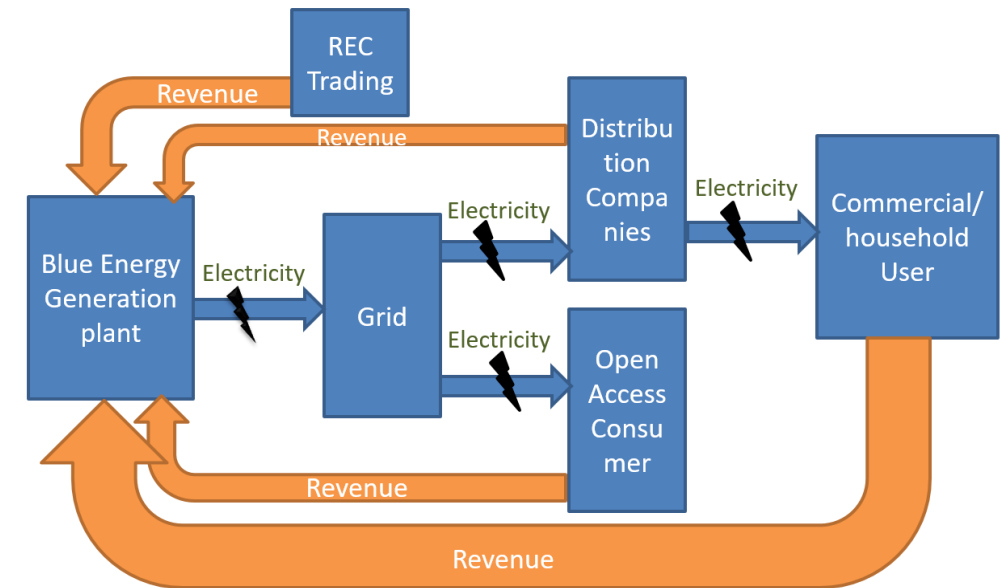 REC
Trading
Revenue
Revenue
Distribu
tion
Compa
nies
Electricity
Commercial/
household
User
Electricity
Blue Energy
Generation
plant
Electricity
Grid
Electricity
Open
Access
Consu
mer
Revenue
Revenue